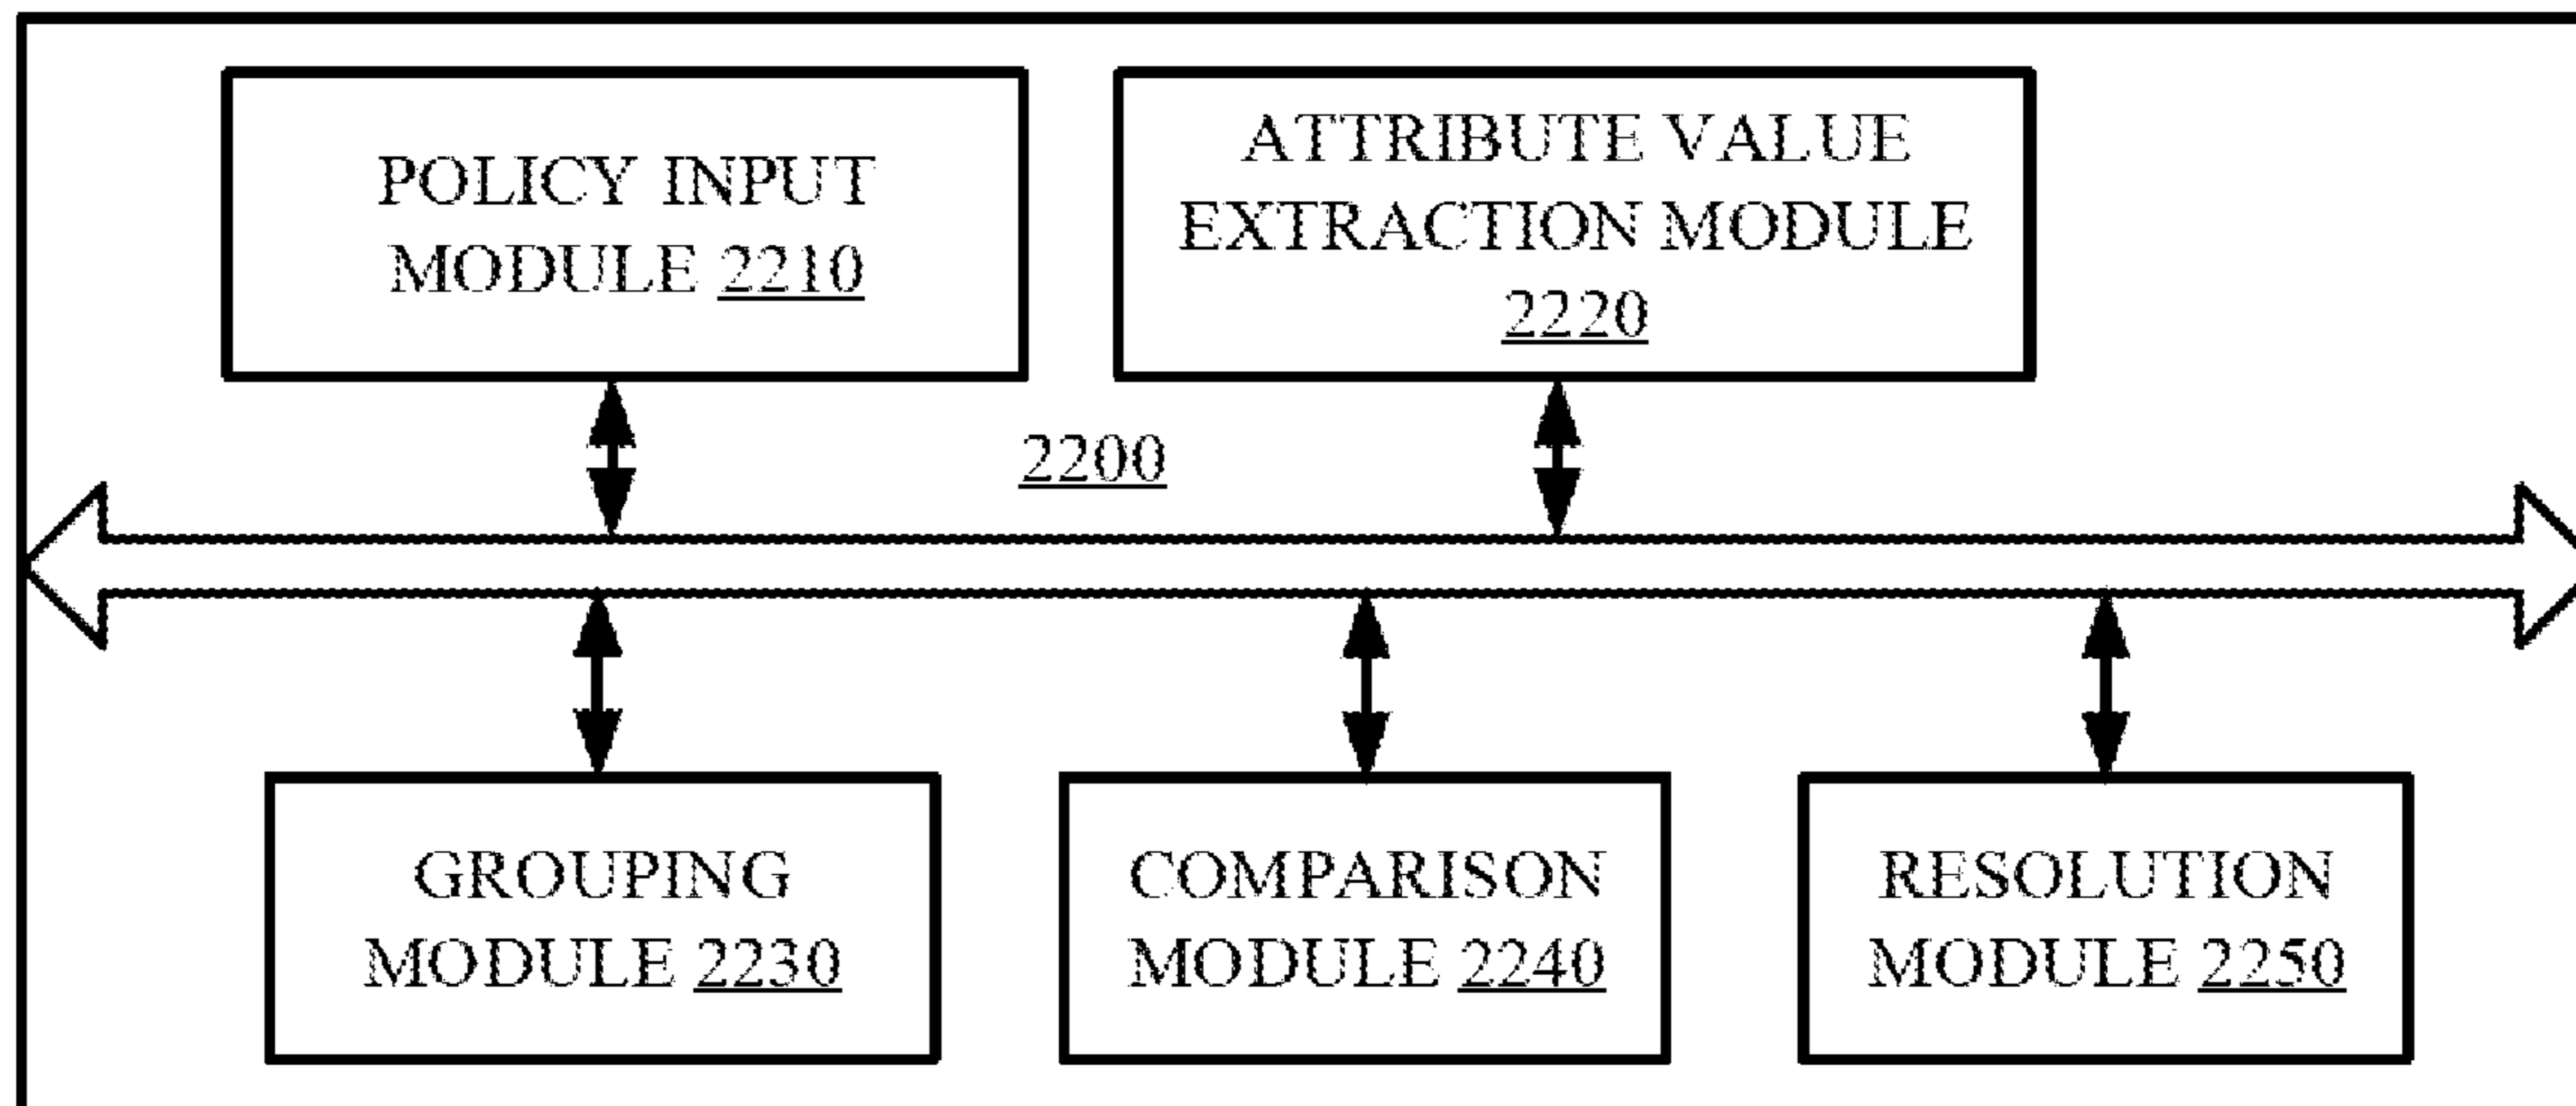 POLICY INPUT
MODULE 2210
ATTRIBUTE VALUE
EXTRACTION MODULE
2220
2200
GROUPING
MODULE 2230
COMPARISON
MODULE 2240
RESOLUTION
MODULE 2250